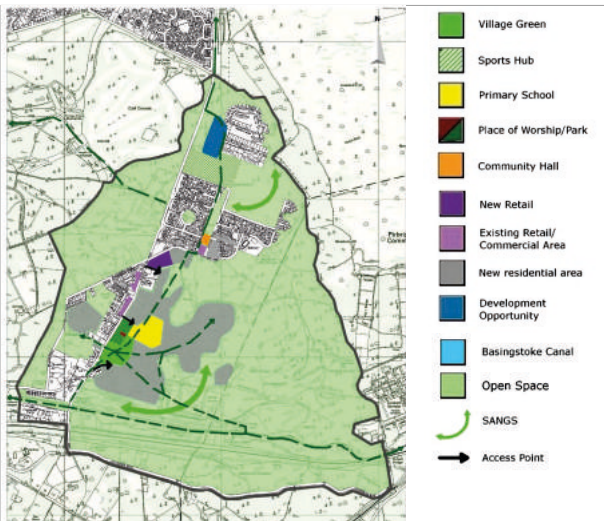 Village Green
Sports Hub
Primary School
Place of Worship/Park
Community Hall
New Retail
Existing Retail/
Commercial Area
New residential area
Development
Opportunity
Basingstoke Canal
Open Space
SANGS
Access Point